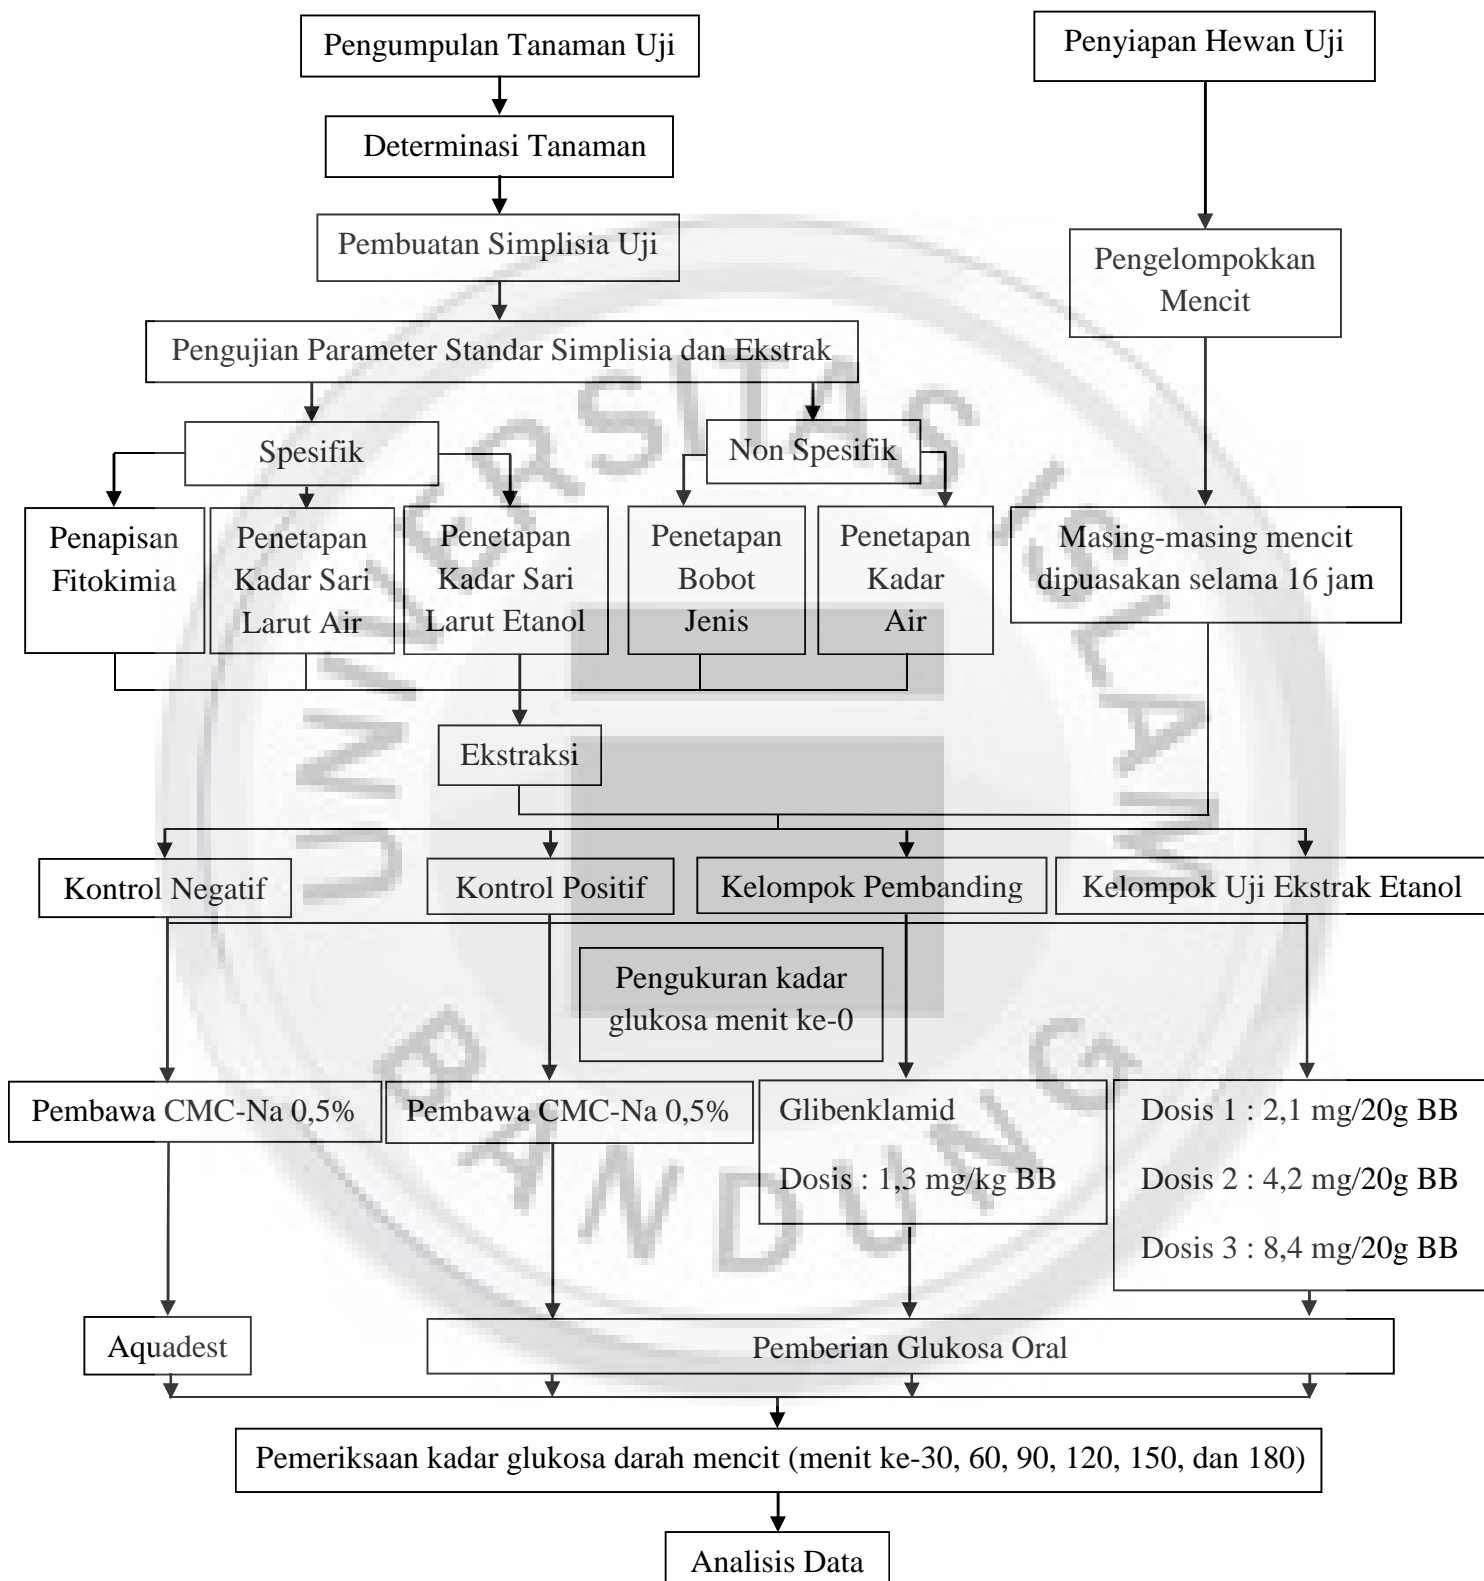 Pengumpulan Tanaman Uji
Penyiapan Hewan Uji
Determinasi Tanaman
Pembuatan Simplisia Uji
Pengelompokkan
Mencit
Pengujian Parameter Standar Simplisia dan Ekstrak
Spesifik
Non Spesifik
Penapisan
Fitokimia
Penetapan
Kadar Sari
Larut Air
Penetapan
Kadar Sari
Larut Etanol
Penetapan
Bobot
Jenis
Penetapan
Kadar
Air
Masing-masing mencit
dipuasakan selama 16 jam
Ekstraksi
Kontrol Negatif
Kontrol Positif
Kelompok Pembanding
Kelompok Uji Ekstrak Etanol
Pengukuran kadar
glukosa menit ke-0
Pembawa CMC-Na 0,5%
Pembawa CMC-Na 0,5%
Glibenklamid
Dosis : 1,3 mg/kg BB
Dosis 1 : 2,1 mg/20g BB
Dosis 2 : 4,2 mg/20g BB
Dosis 3 : 8,4 mg/20g BB
Aquadest
Pemberian Glukosa Oral
Pemeriksaan kadar glukosa darah mencit (menit ke-30, 60, 90, 120, 150, dan 180)
Analisis Data
UNIVERSITAS ISLAM
BANDUNG